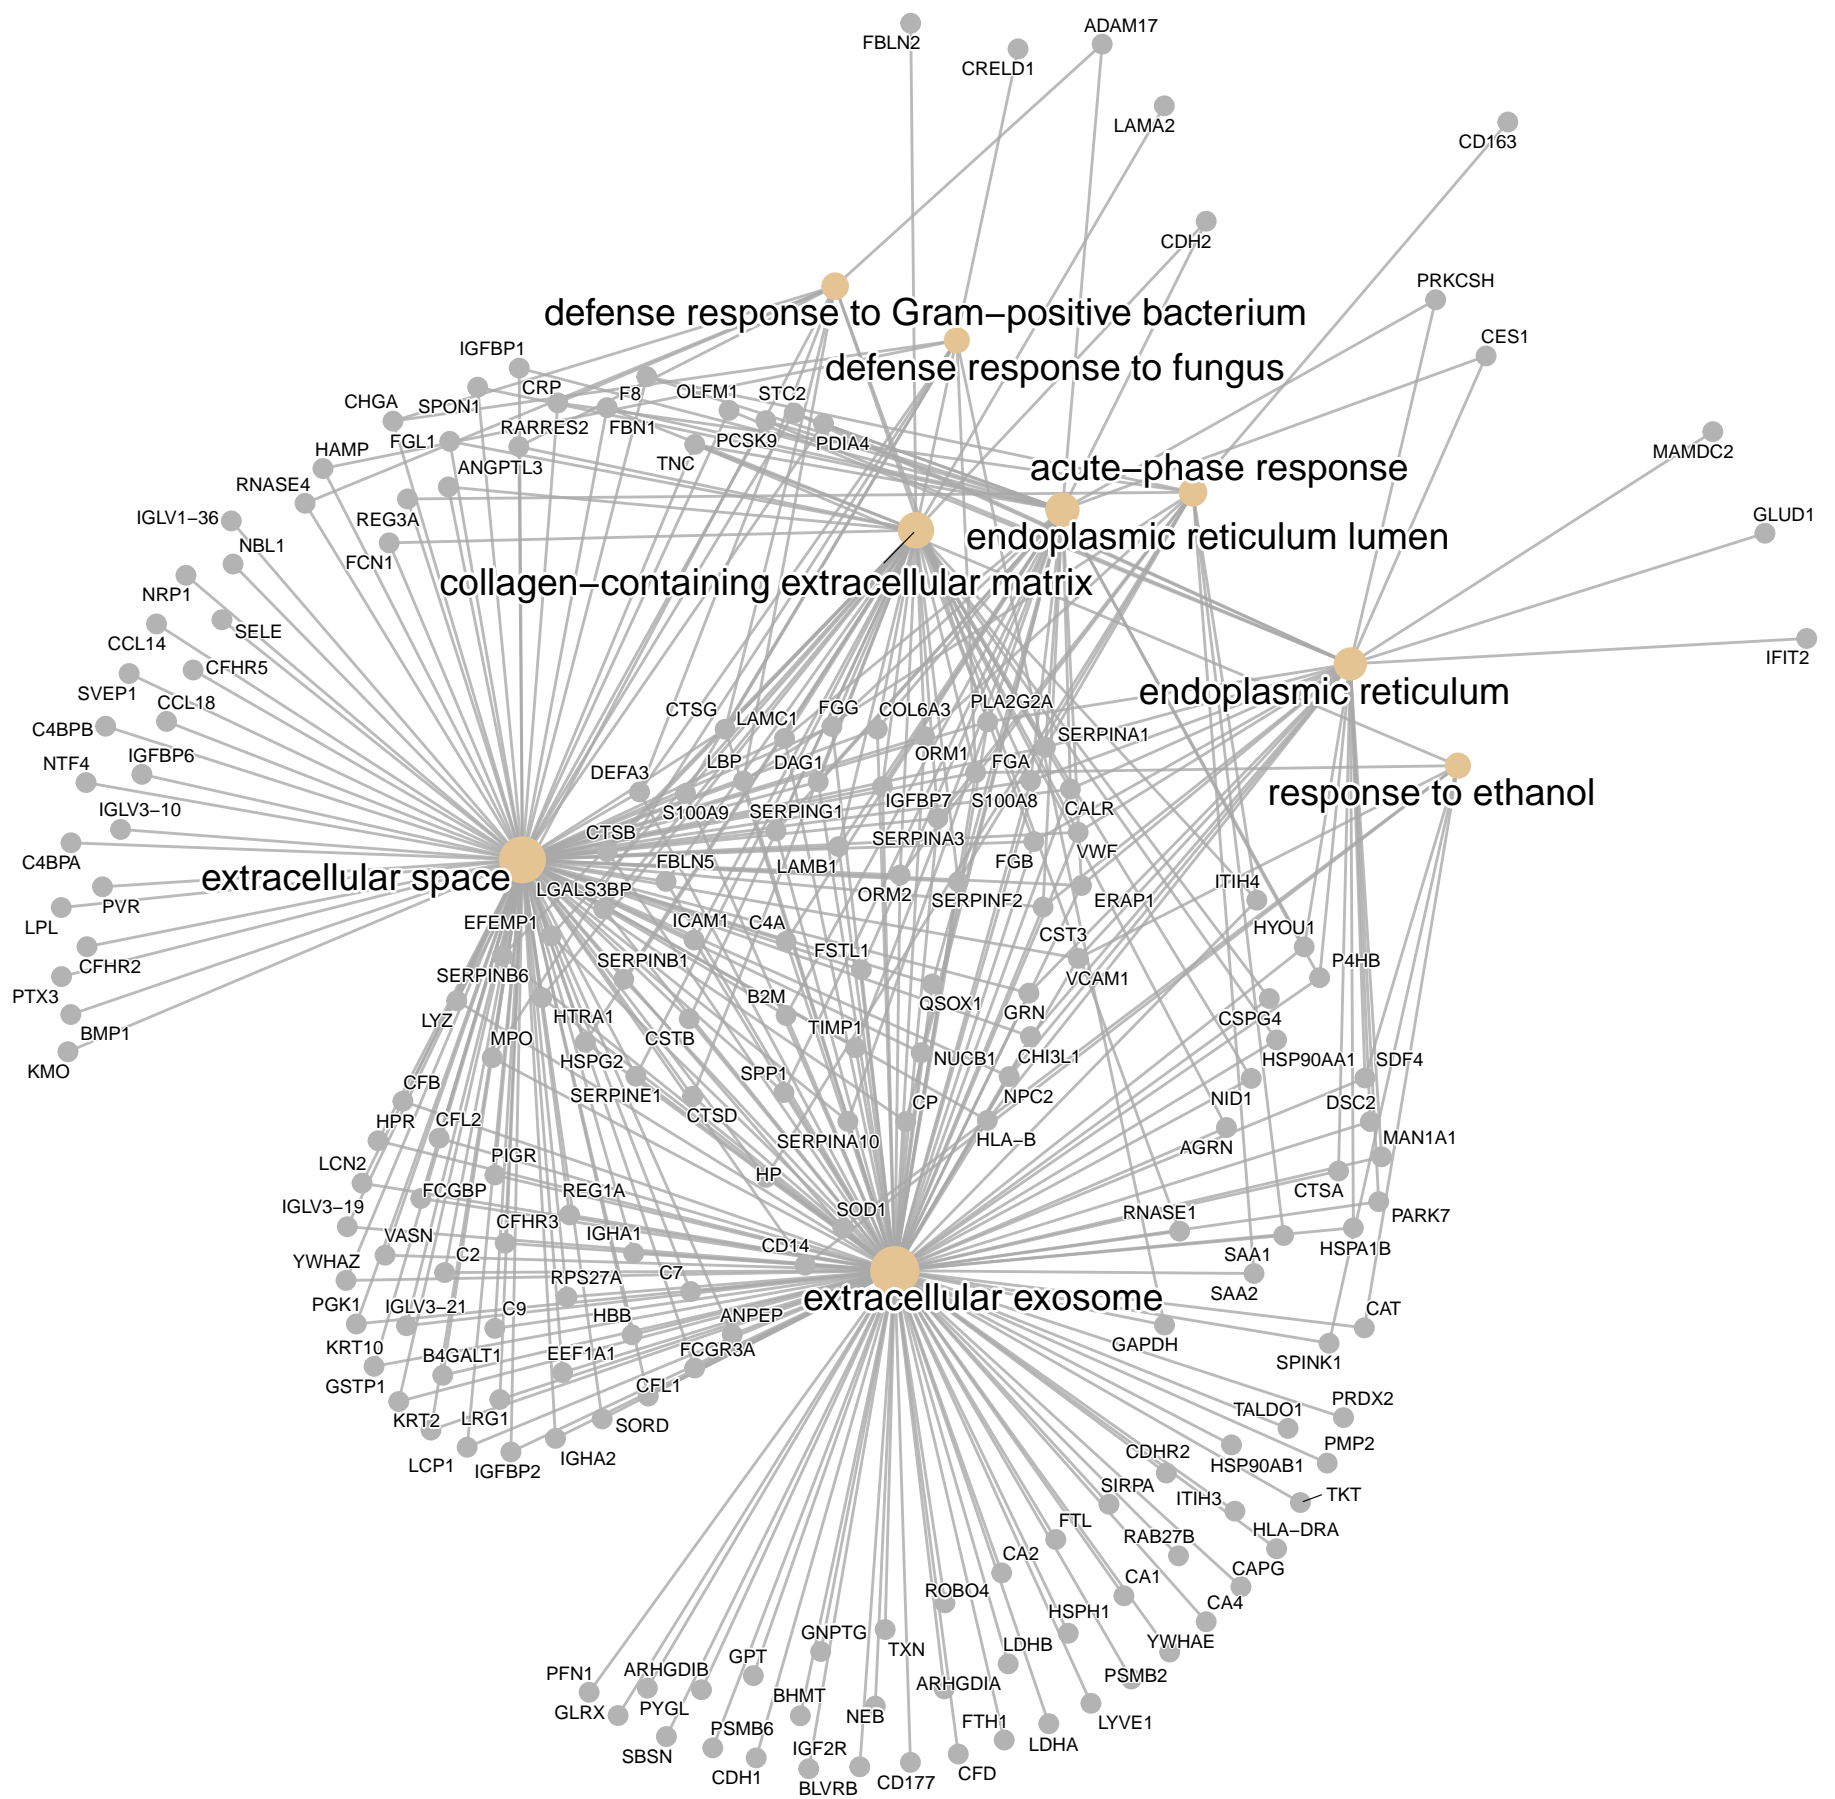 FBLN2
ADAM17
CRELD1
LAMA2
CD163
CDH2
PRKCSH
defense response to Gram−positive bacterium
CES1
IGFBP1
defense response to fungus
CRP
F8
OLFM1
STC2
CHGA
SPON1
RARRES2
FBN1
PCSK9
PDIA4
HAMP
FGL1
MAMDC2
ANGPTL3
TNC
acute−phase response
RNASE4
IGLV1−36
REG3A
GLUD1
endoplasmic reticulum lumen
NBL1
FCN1
collagen−containing extracellular matrix
NRP1
SELE
CCL14
CFHR5
IFIT2
SVEP1
CCL18
endoplasmic reticulum
CTSG
LAMC1
FGG
COL6A3
PLA2G2A
C4BPB
SERPINA1
IGFBP6
NTF4
DEFA3
LBP
DAG1
ORM1
FGA
response to ethanol
IGLV3−10
S100A9
SERPING1
IGFBP7
S100A8
CALR
CTSB
SERPINA3
C4BPA
FBLN5
LAMB1
FGB
VWF
extracellular space
LGALS3BP
ITIH4
PVR
ORM2
SERPINF2
ERAP1
LPL
EFEMP1
ICAM1
C4A
HYOU1
CST3
CFHR2
FSTL1
SERPINB1
P4HB
SERPINB6
VCAM1
PTX3
B2M
QSOX1
BMP1
LYZ
HTRA1
GRN
CSPG4
MPO
CSTB
TIMP1
KMO
HSPG2
NUCB1
CHI3L1
HSP90AA1
SDF4
CFB
SPP1
SERPINE1
NPC2
NID1
HPR
CFL2
CTSD
CP
DSC2
SERPINA10
HLA−B
AGRN
MAN1A1
LCN2
PIGR
HP
IGLV3−19
FCGBP
REG1A
CTSA
SOD1
RNASE1
PARK7
VASN
CFHR3
IGHA1
YWHAZ
C2
CD14
SAA1
HSPA1B
RPS27A
C7
extracellular exosome
SAA2
PGK1
IGLV3−21
C9
HBB
ANPEP
CAT
KRT10
B4GALT1
EEF1A1
FCGR3A
GAPDH
SPINK1
GSTP1
CFL1
PRDX2
KRT2
LRG1
SORD
TALDO1
PMP2
LCP1
IGFBP2
IGHA2
CDHR2
HSP90AB1
SIRPA
ITIH3
TKT
FTL
RAB27B
HLA−DRA
CA2
CA1
CAPG
ROBO4
HSPH1
CA4
GNPTG
TXN
LDHB
YWHAE
PFN1
ARHGDIB
GPT
ARHGDIA
PSMB2
GLRX
PYGL
BHMT
NEB
FTH1
LYVE1
PSMB6
SBSN
IGF2R
LDHA
CDH1
BLVRB
CD177
CFD